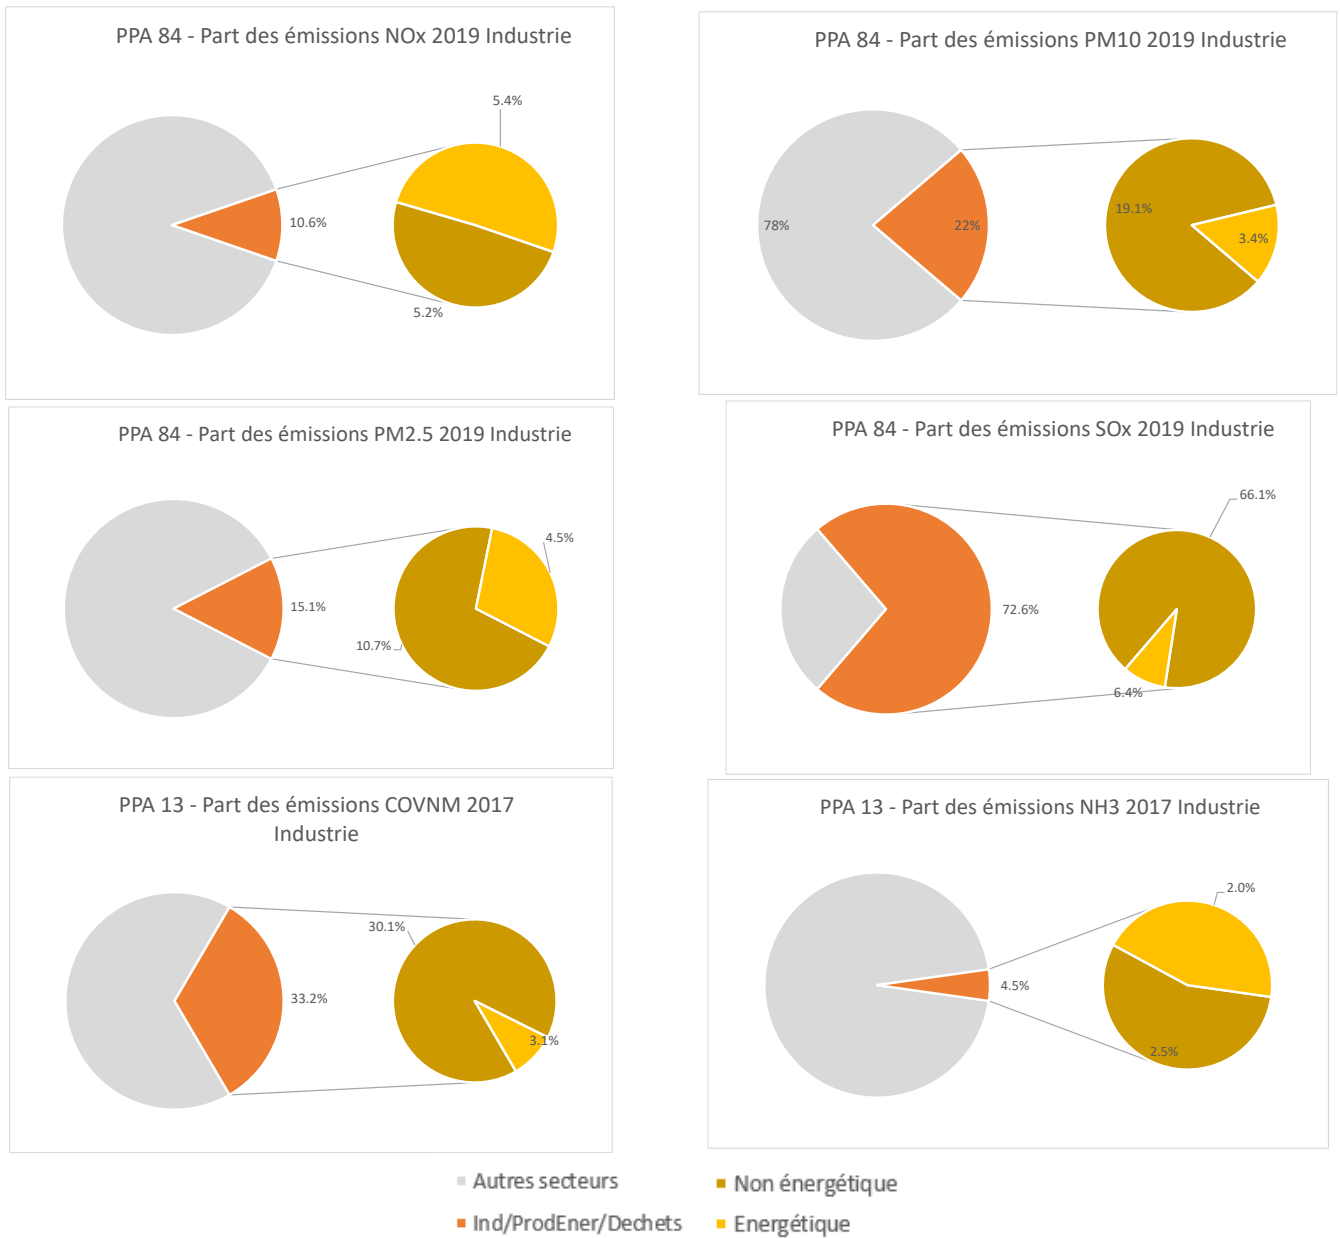 PPA 84 - Part des émissions NOx 2019 Industrie
5.4%
10.6%
5.2%
PPA 84 - Part des émissions PM10 2019 Industrie
78%
22%
19.1%
3.4%
PPA 84 - Part des émissions PM2.5 2019 Industrie
4.5%
15.1%
10.7%
PPA 84 - Part des émissions SOx 2019 Industrie
66.1%
72.6%
6.4%
PPA 13 - Part des émissions COVNM 2017
Industrie
30.1%
33.2%
3.1%
PPA 13 - Part des émissions NH3 2017 Industrie
2.0%
4.5%
2.5%
Autres secteurs
Non énergétique
Ind/ProdEner/Dechets
Energétique